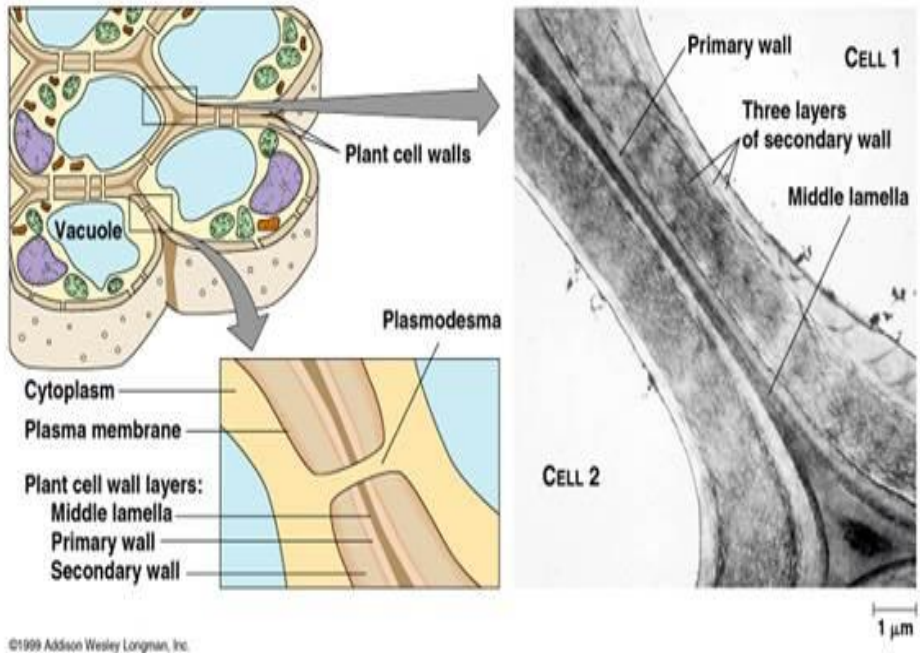 Plant cell walls
Vacuole
Plasmodesma
Cytoplasm
Plasma membrane
Plant cell wall layers:
Middle lamella
Primary wall
Secondary wall
Primary wall
CELL 1
Three layers
of secondary wall
Middle lamella
CELL 2
1 μm
©1999 Addison Wesley Longman, Inc.